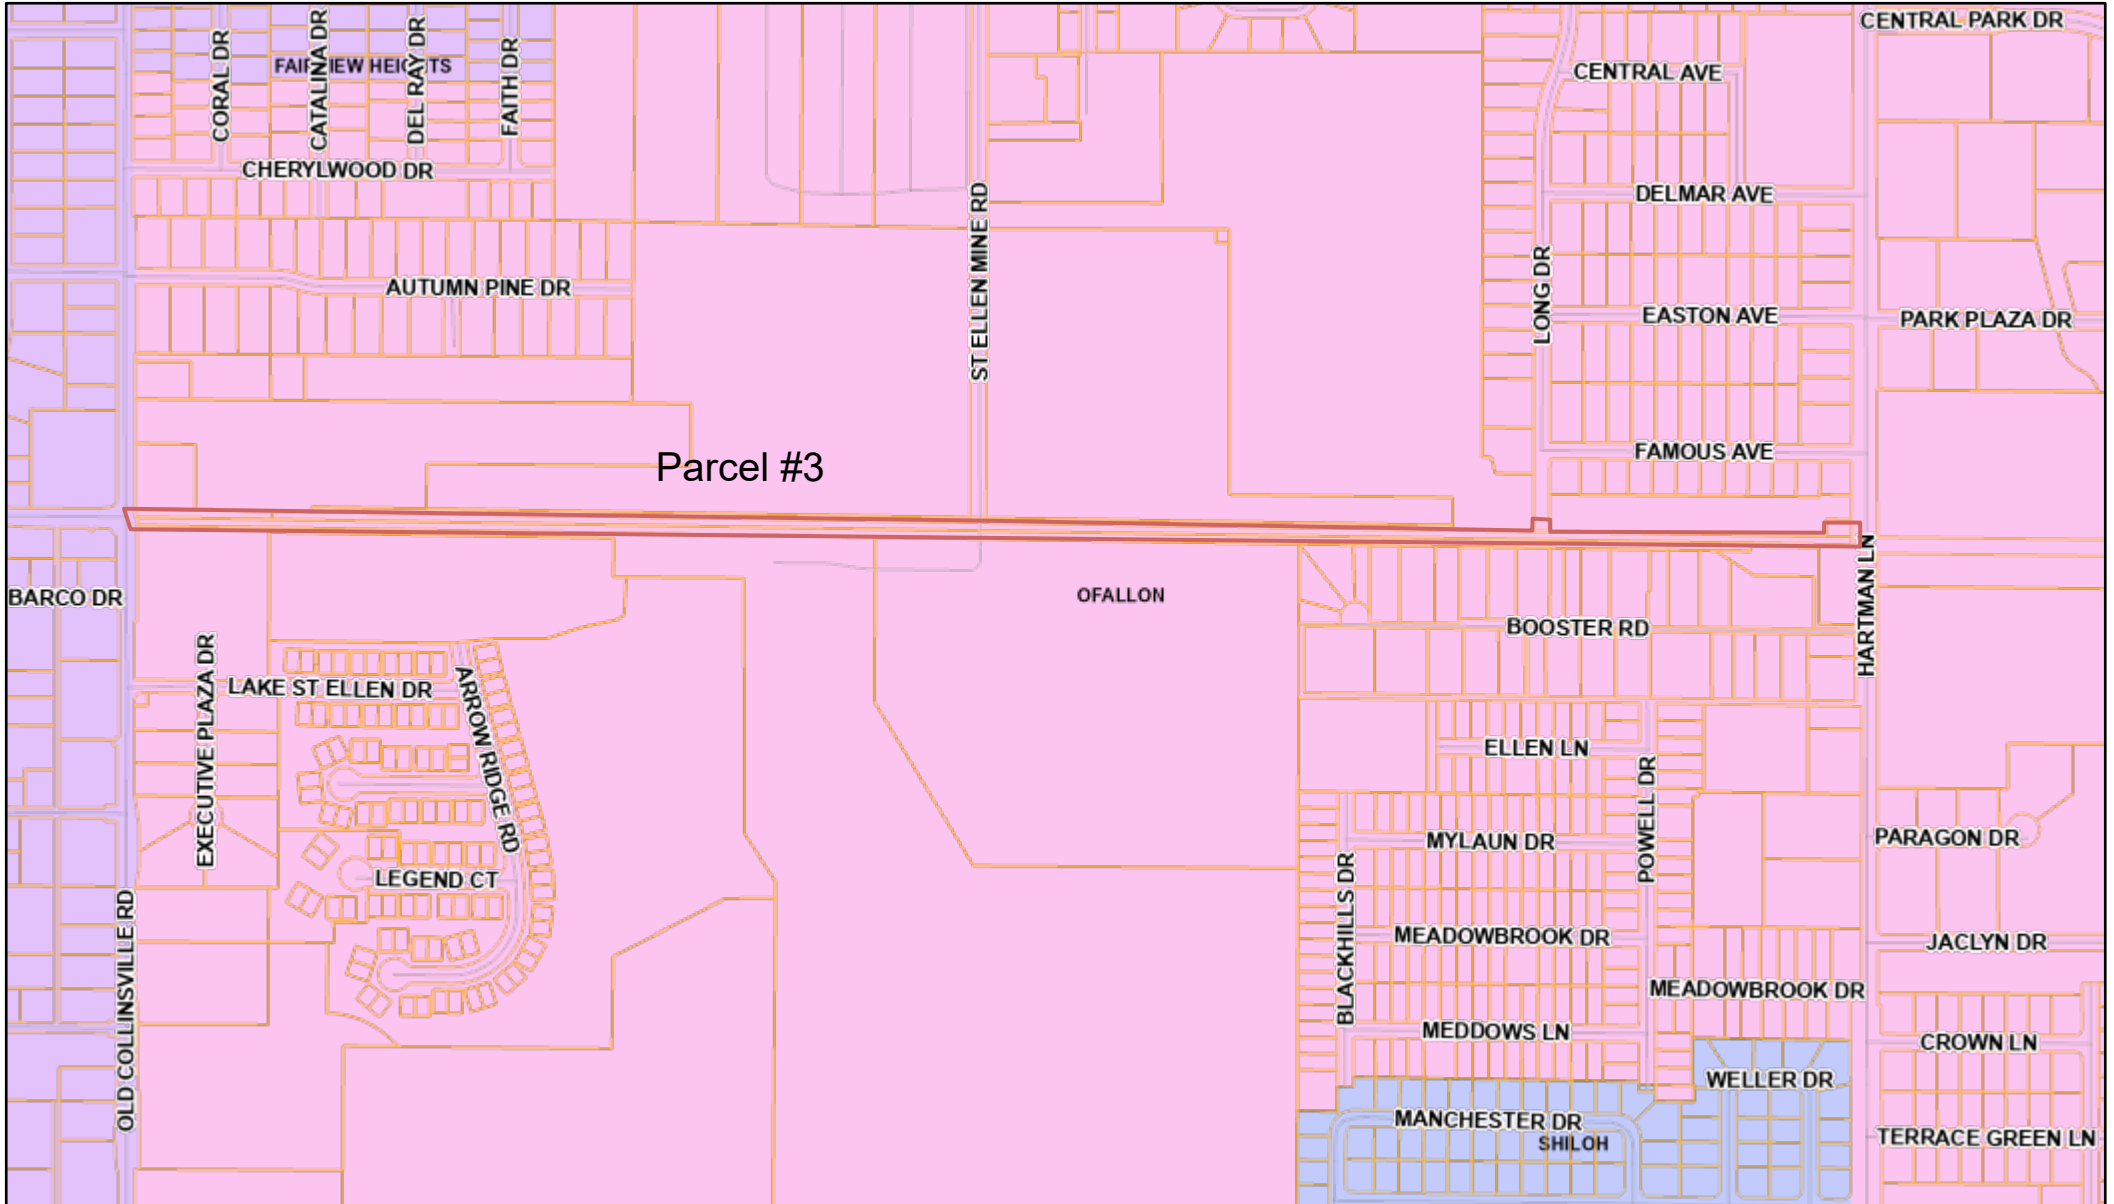 CENTRAL PARK DR
CORAL DR
CATALINA DR
DEL RAY DR
FAITH DR
FAIRVIEW HEIGHTS
CENTRAL AVE
CHERYLWOOD DR
DELMAR AVE
ST ELLEN MINE RD
LONG DR
AUTUMN PINE DR
EASTON AVE
PARK PLAZA DR
FAMOUS AVE
Parcel #3
HARTMAN LN
BARCO DR
OFALLON
BOOSTER RD
EXECUTIVE PLAZA DR
LAKE ST ELLEN DR
ARROW RIDGE RD
ELLEN LN
POWELL DR
MYLAUN DR
PARAGON DR
LEGEND CT
BLACKHILLS DR
OLD COLLINSVILLE RD
MEADOWBROOK DR
JACLYN DR
MEADOWBROOK DR
MEDDOWS LN
CROWN LN
WELLER DR
MANCHESTER DR
SHILOH
TERRACE GREEN LN